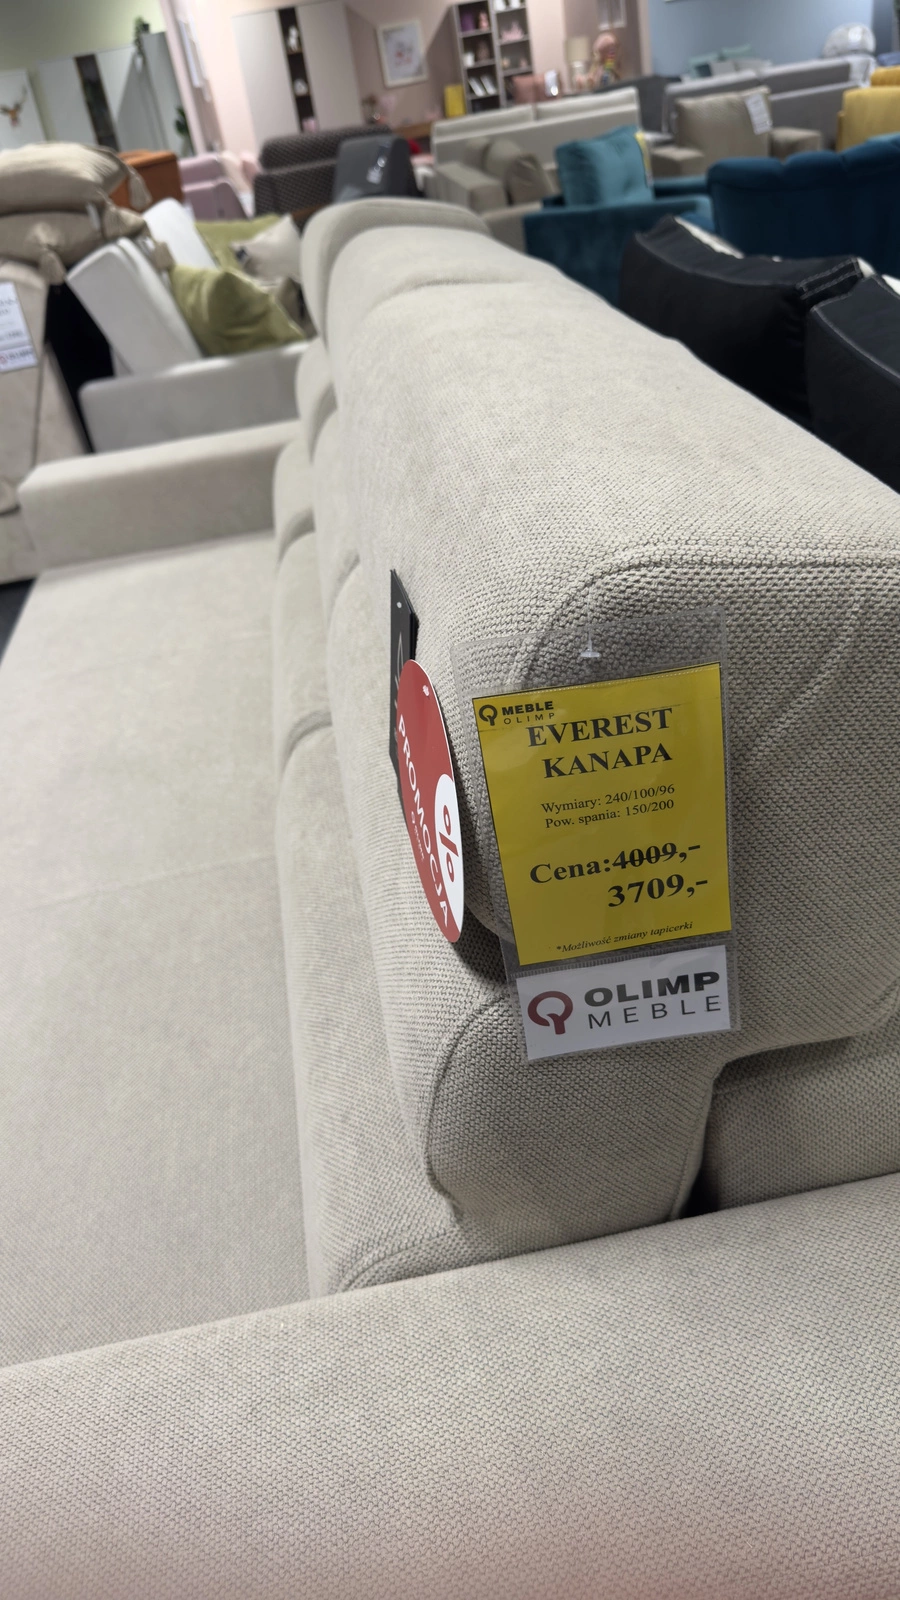 MEBLE
OLIMP
EVEREST
KANAPA
Wymiary: 240/100/96
Pow. spania: 150/200
Cena:4009,-
3709,-
*Możliwość zmiany tapicerki
OLIMP
MEBLE
PROMOCJA
%